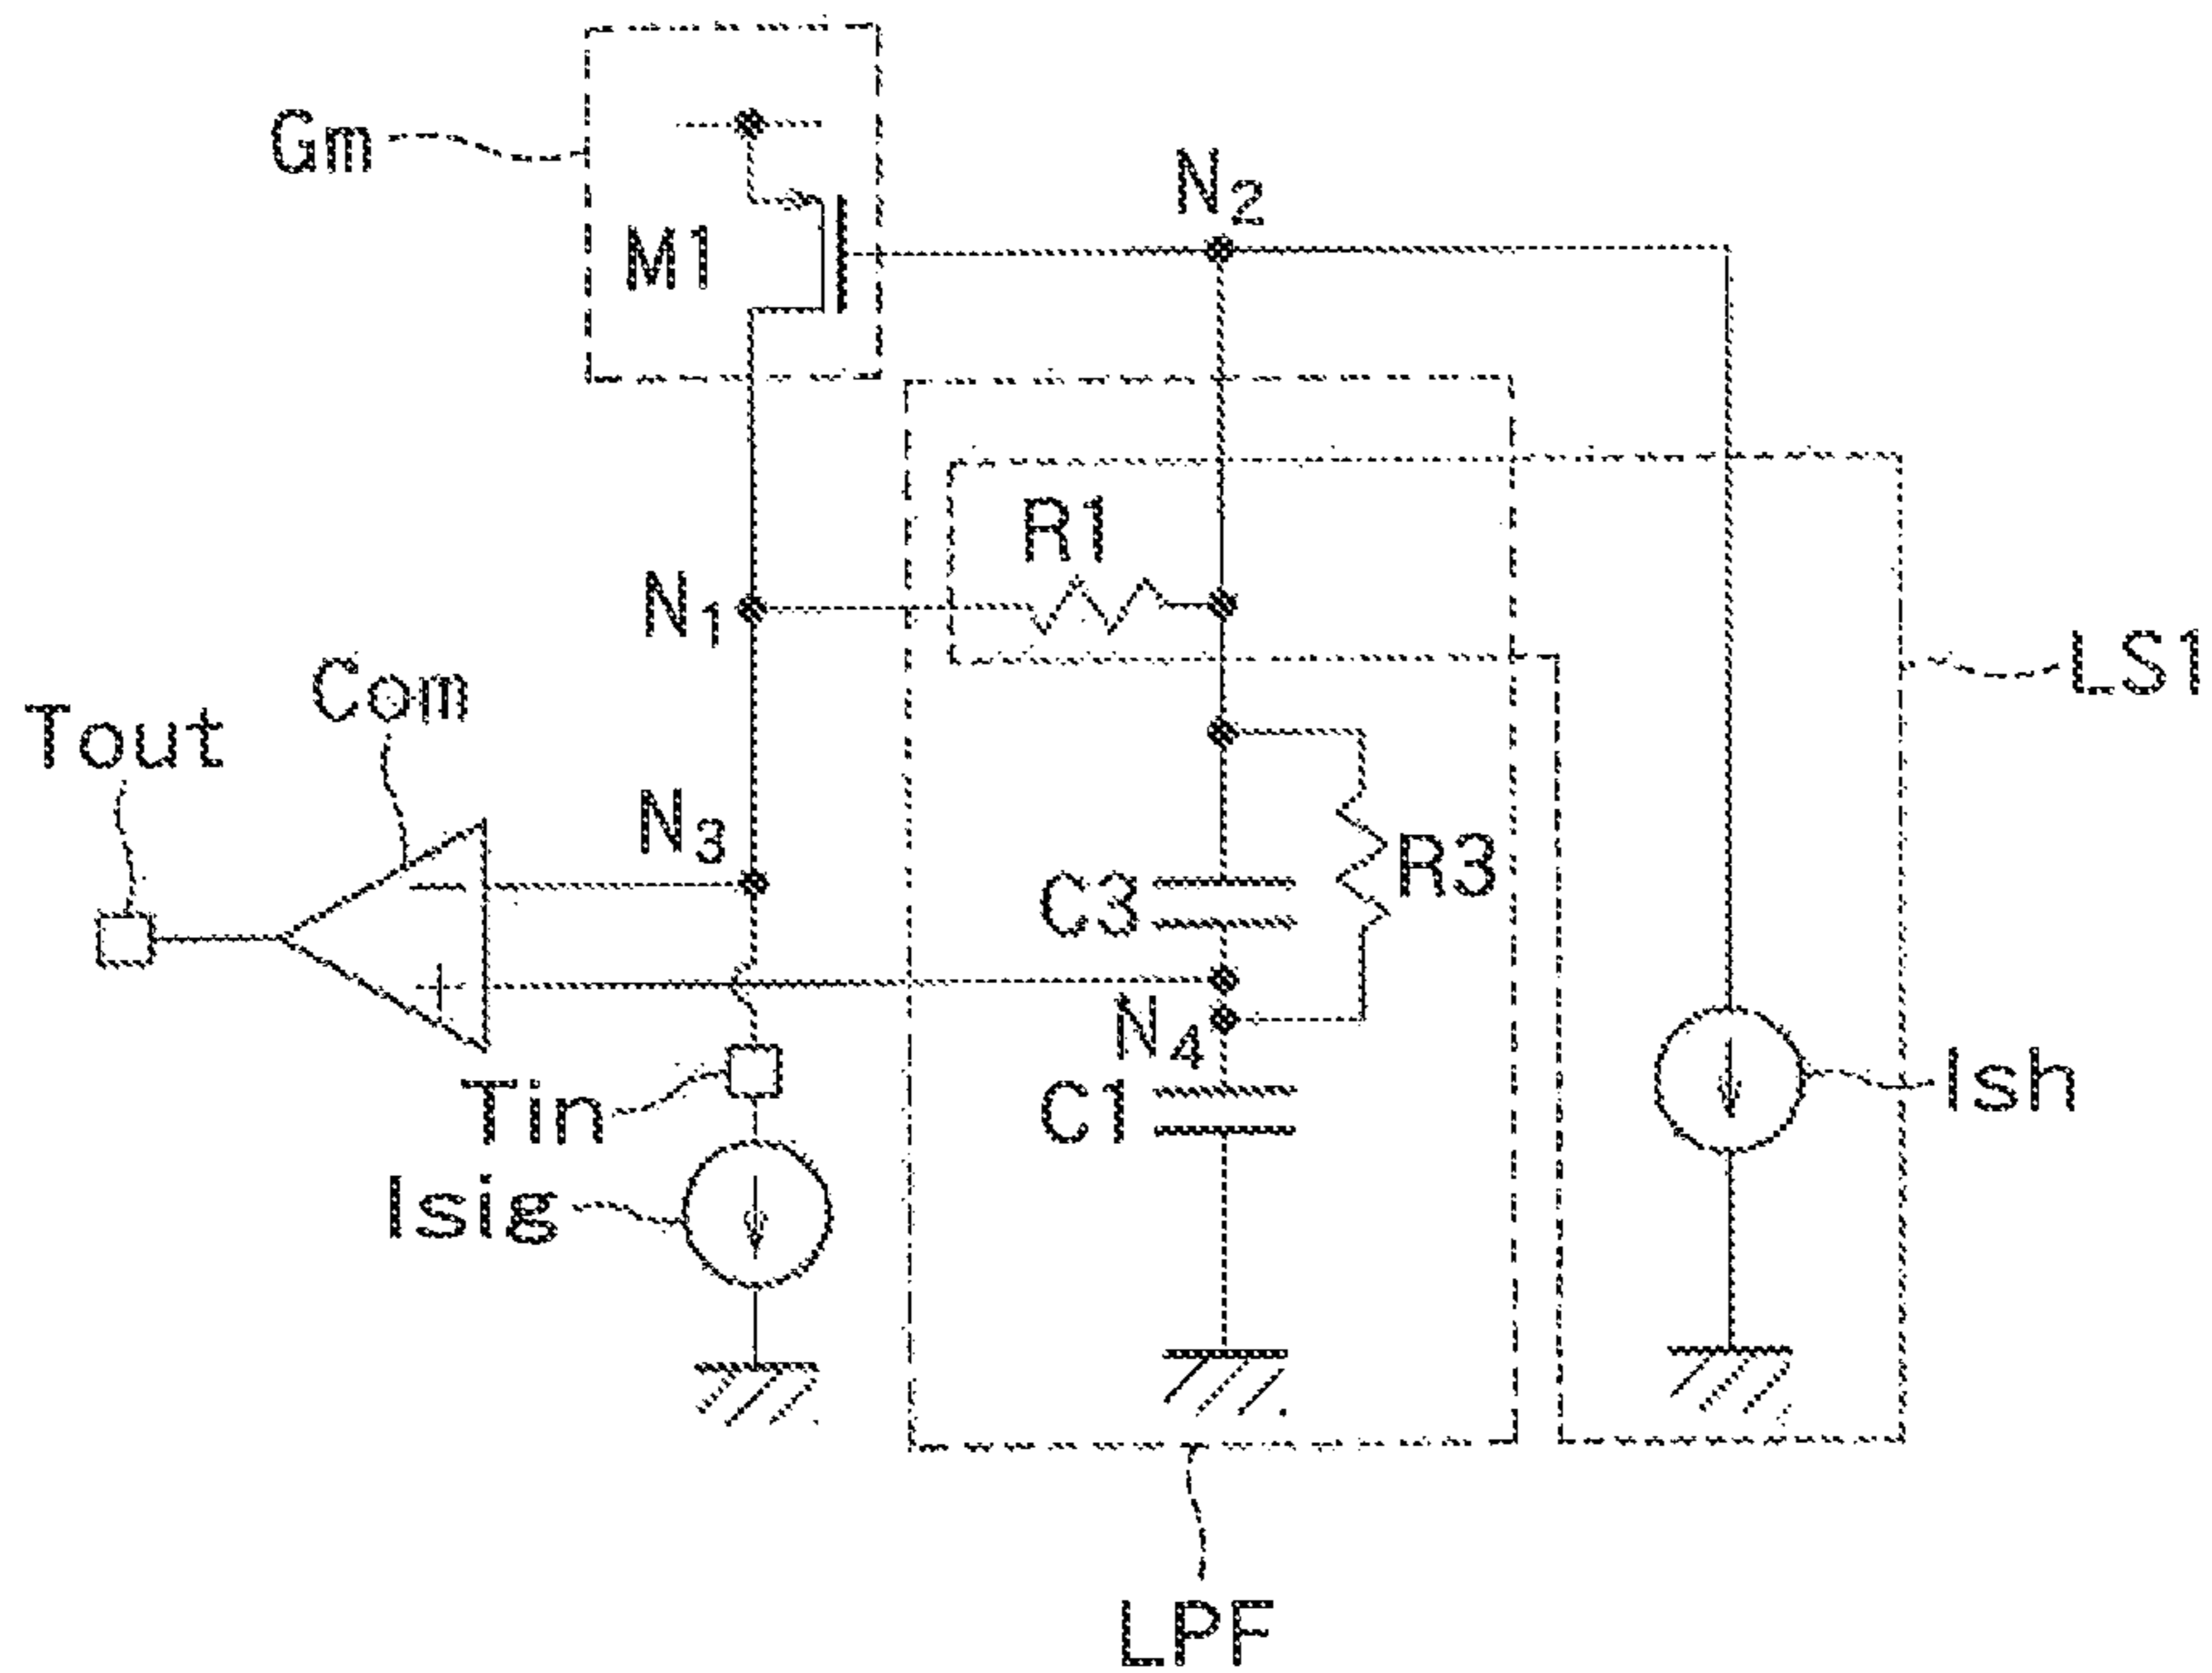 Gm
M1
N2
R1
N1
LS1
Com
Tout
N3
R3
C3
N4
Tin
C1
Ish
Isig
LPF